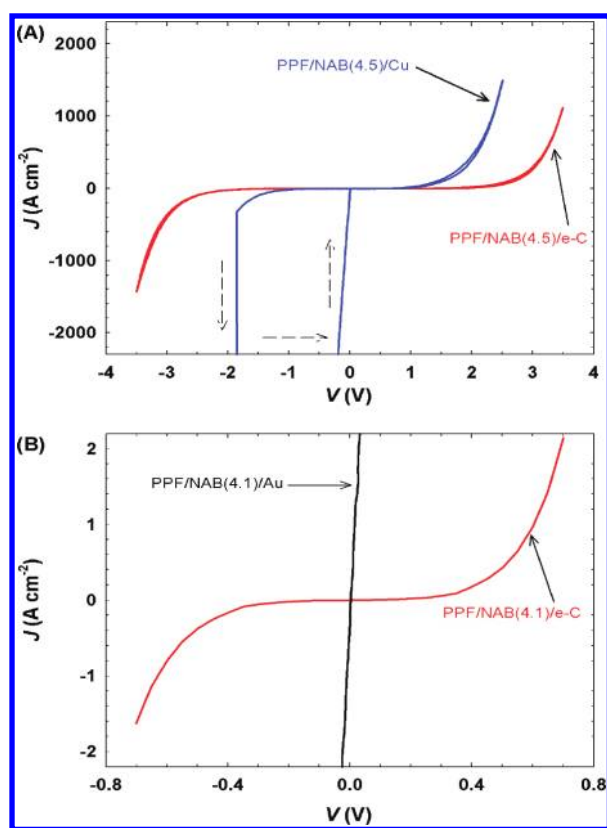 (A)
2000
1000
0
-1000
-2000
J (A cm-2)
PPF/NAB(4.5)/Cu
PPF/NAB(4.5)/e-C
-4 -3 -2 -1 0 1 2 3 4
V (V)
(B)
2
1
0
-1
-2
J (A cm-2)
PPF/NAB(4.1)/Au
PPF/NAB(4.1)/e-C
-0.8 -0.4 0.0 0.4 0.8
V (V)